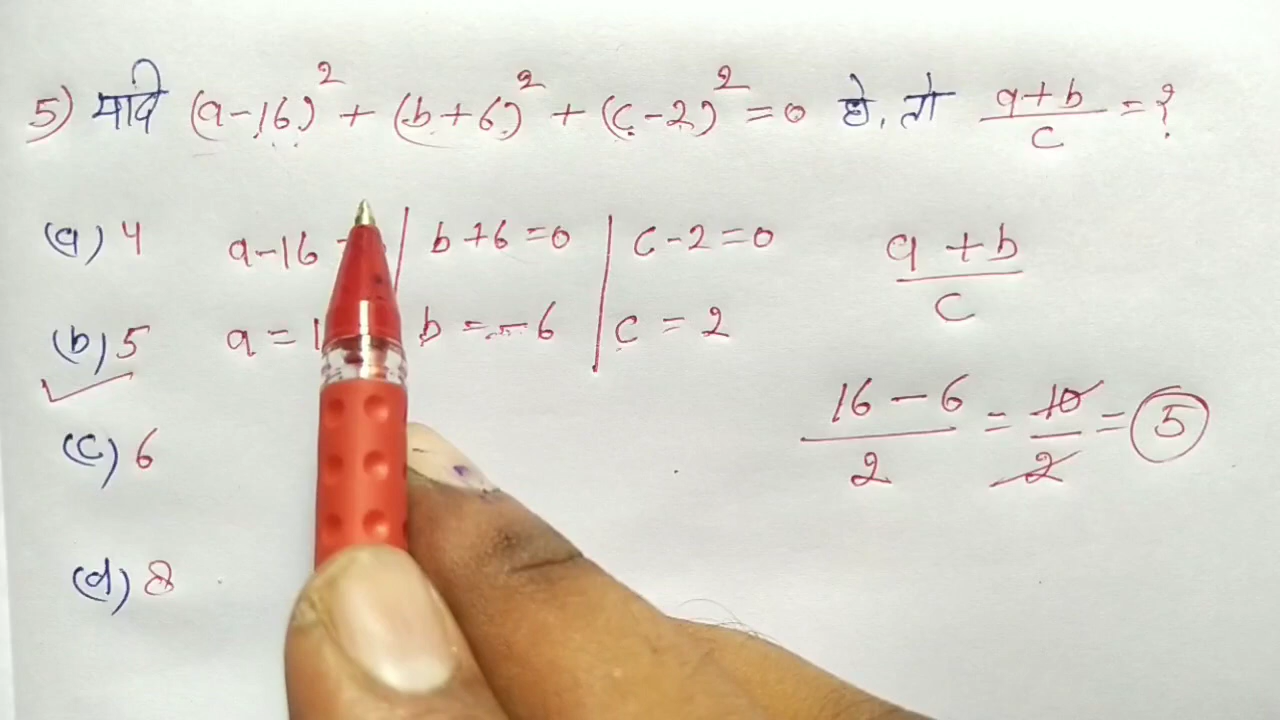 5) यदि (a-16)² + (b+6)² + (c-2)² = 0 है, तो (a+b)/c = ?
(a) 4
a-16 | b+6=0 | c-2=0
(a+b)/c
(b) 5
a = 1 | b = -6 | c = 2
(16-6)/2 = 10/2 = 5
(c) 6
(d) 8